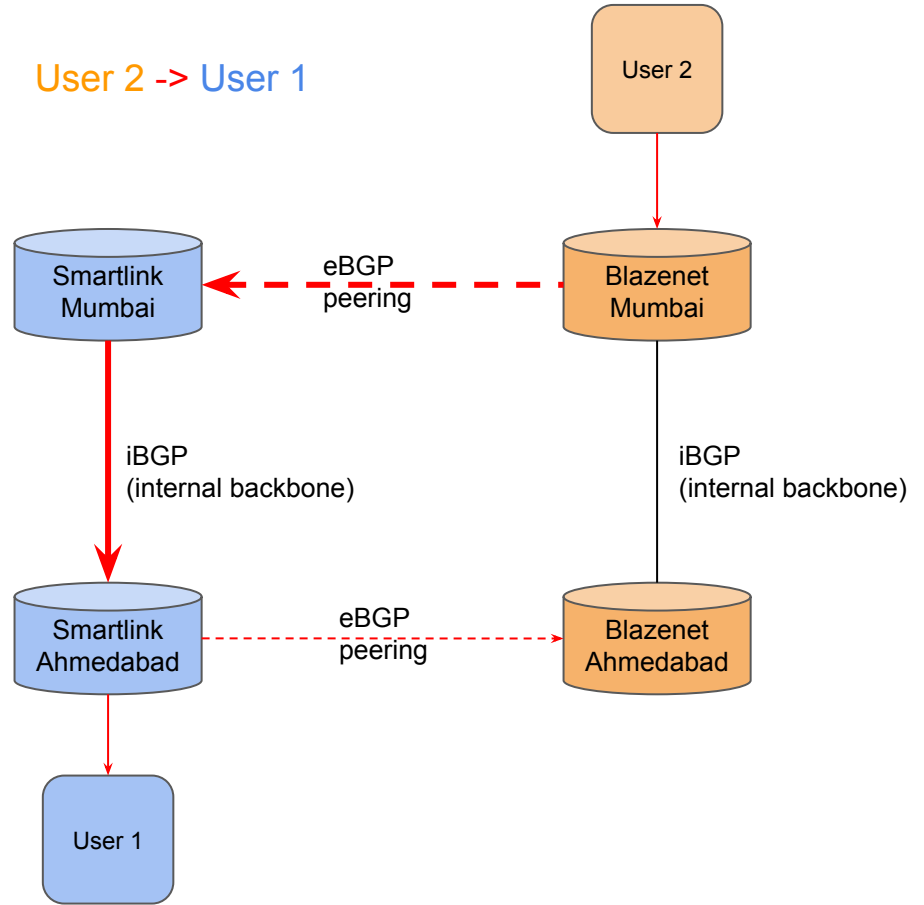 User 2 -> User 1
User 2
Smartlink
Mumbai
eBGP
peering
Blazenet
Mumbai
iBGP
(internal backbone)
iBGP
(internal backbone)
Smartlink
Ahmedabad
eBGP
peering
Blazenet
Ahmedabad
User 1